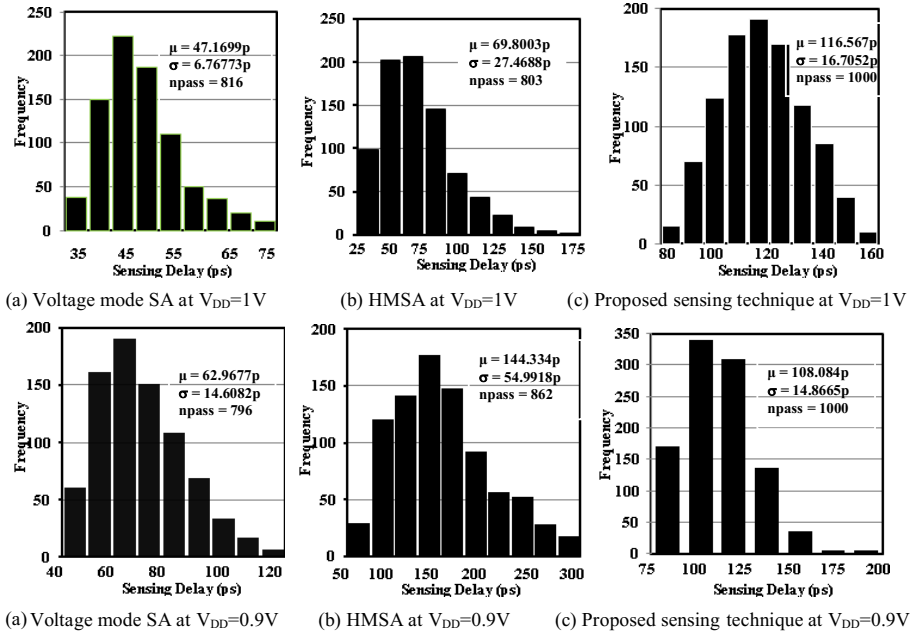 250
200
150
100
50
0
Frequency
μ = 47.1699p
σ = 6.76773p
npass = 816
35 45 55 65 75
Sensing Delay (ps)
(a) Voltage mode SA at VDD=1V
250
200
150
100
50
0
Frequency
μ = 69.8003p
σ = 27.4688p
npass = 803
25 50 75 100 125 150 175
Sensing Delay (ps)
(b) HMSA at VDD=1V
200
150
100
50
0
Frequency
μ = 116.567p
σ = 16.7052p
npass = 1000
80 100 120 140 160
Sensing Delay (ps)
(c) Proposed sensing technique at VDD=1V
200
150
100
50
0
Frequency
μ = 62.9677p
σ = 14.6082p
npass = 796
40 60 80 100 120
Sensing Delay (ps)
(a) Voltage mode SA at VDD=0.9V
200
150
100
50
0
Frequency
μ = 144.334p
σ = 54.9918p
npass = 862
50 100 150 200 250 300
Sensing Delay (ps)
(b) HMSA at VDD=0.9V
350
300
250
200
150
100
50
0
Frequency
μ = 108.084p
σ = 14.8665p
npass = 1000
75 100 125 150 175 200
Sensing Delay (ps)
(c) Proposed sensing technique at VDD=0.9V